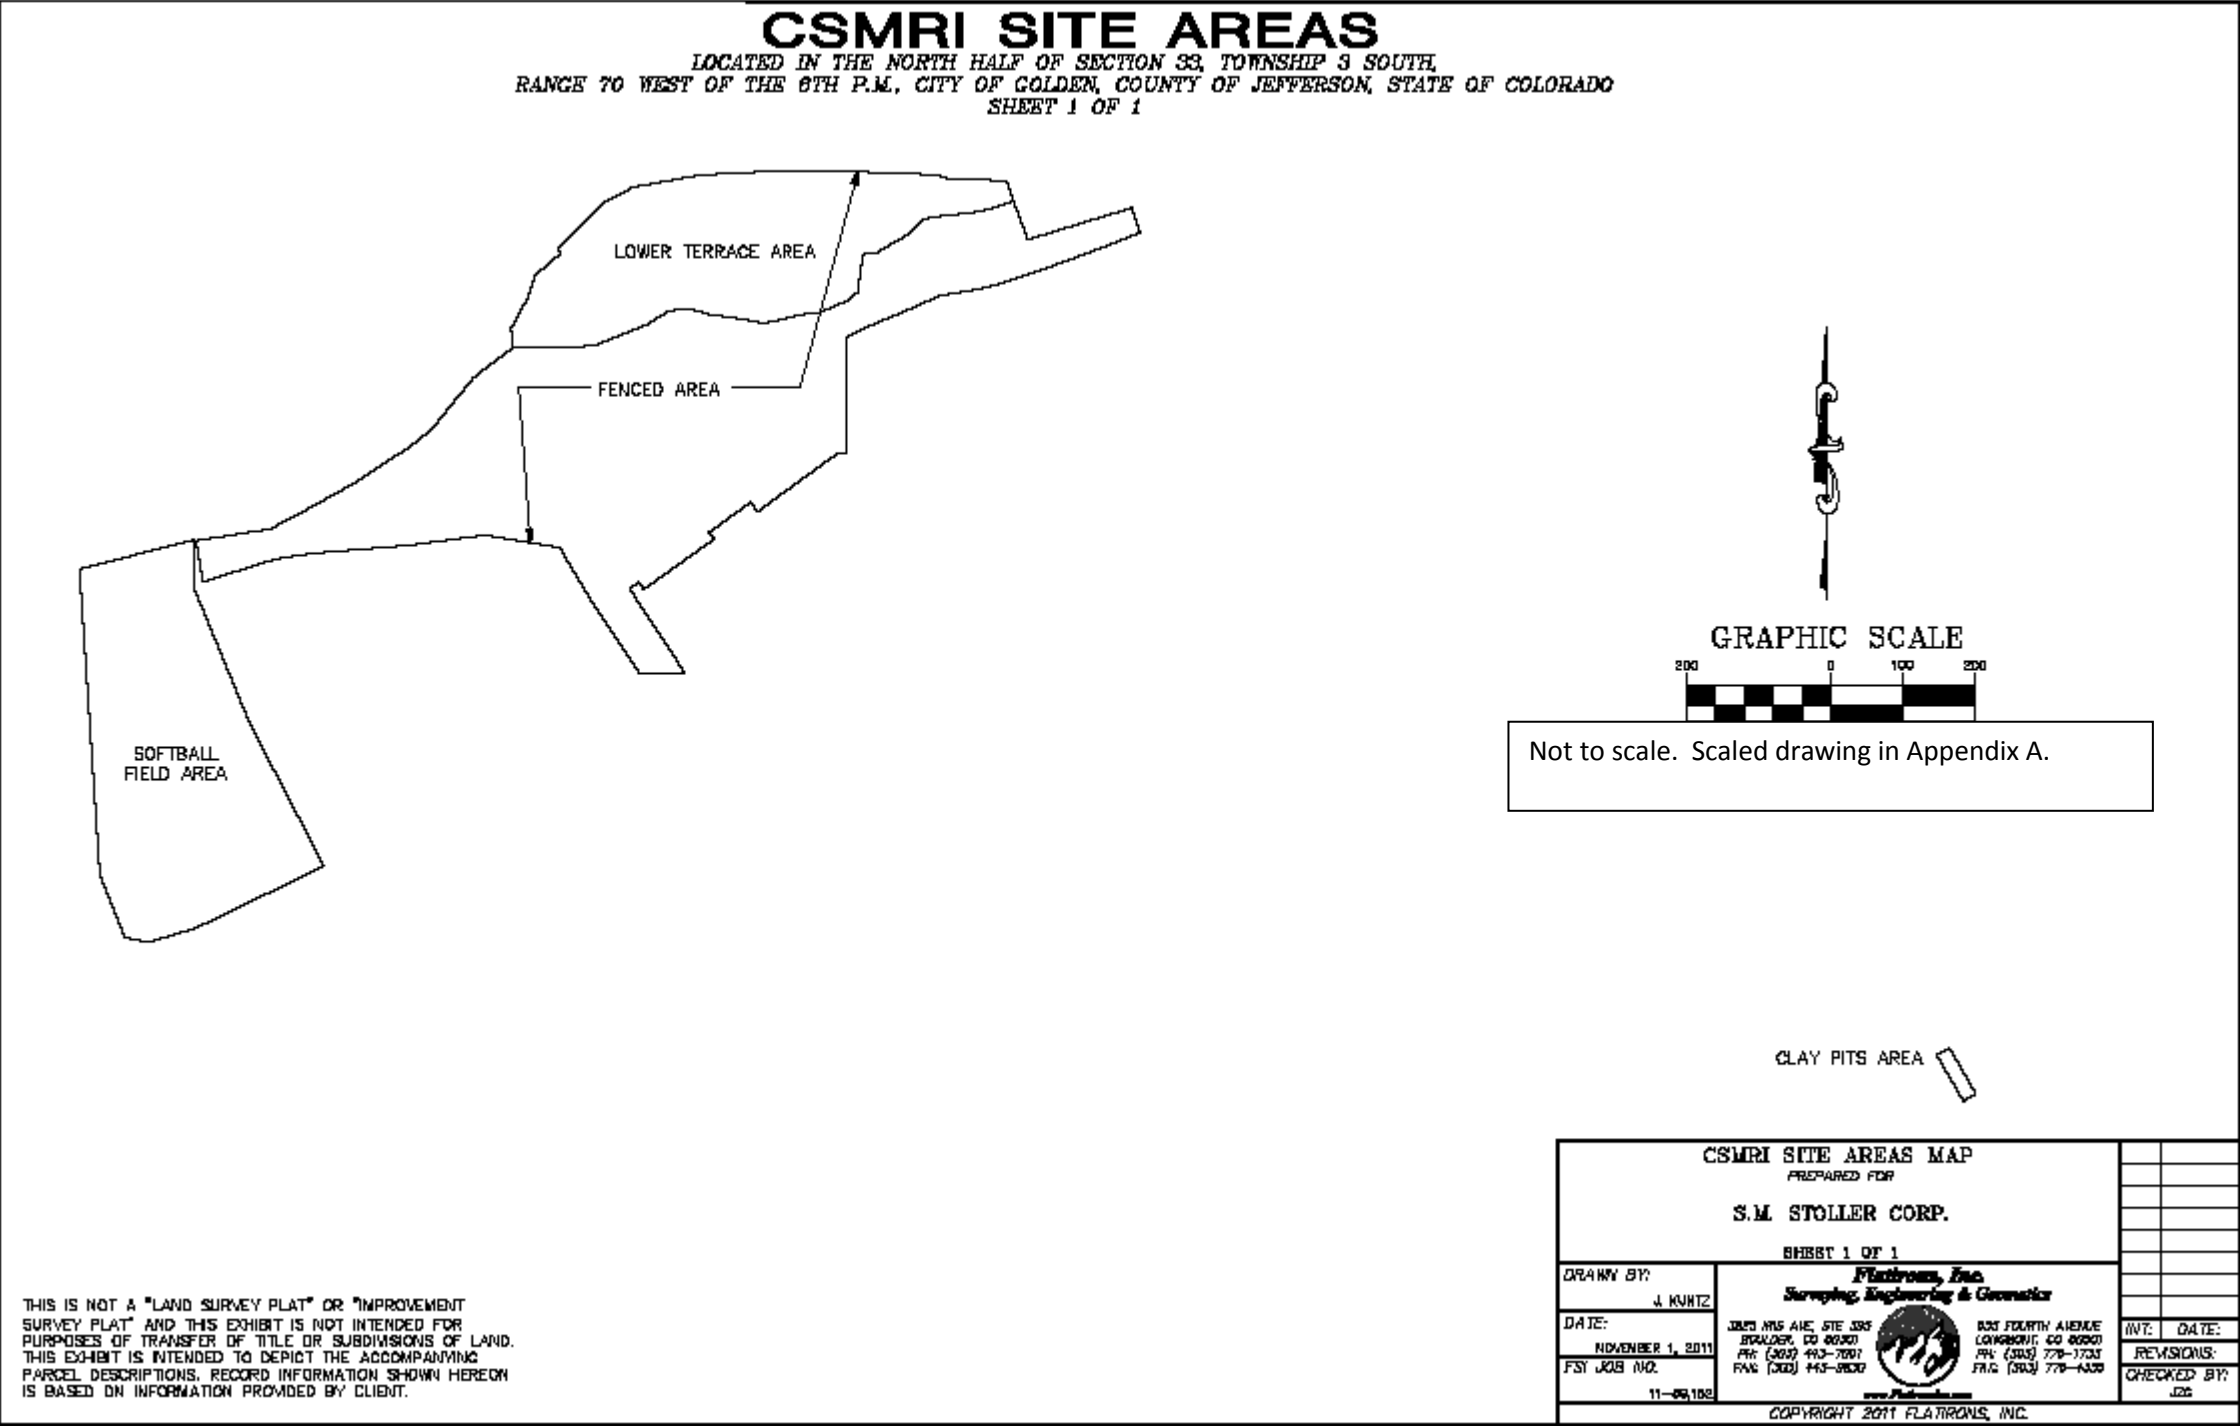 CSMRI SITE AREAS
LOCATED IN THE NORTH HALF OF SECTION 33, TOWNSHIP 3 SOUTH,
RANGE 70 WEST OF THE 6TH P.M., CITY OF GOLDEN, COUNTY OF JEFFERSON, STATE OF COLORADO
SHEET 1 OF 1
LOWER TERRACE AREA
FENCED AREA
SOFTBALL
FIELD AREA
GRAPHIC SCALE
200 0 100 200
Not to scale. Scaled drawing in Appendix A.
CLAY PITS AREA
CSMRI SITE AREAS MAP
PREPARED FOR
S.M. STOLLER CORP.
SHEET 1 OF 1
DRAWN BY:
J. KUNTZ
DATE:
NOVEMBER 1, 2011
FSI JOB NO.
Flatirons, Inc.
Surveying, Engineering & Geomatics
BOULDER, CO
FOURTH AVENUE
LONGMONT, CO
INT: DATE:
REVISIONS:
CHECKED BY:
COPYRIGHT 2011 FLATIRONS, INC.
THIS IS NOT A "LAND SURVEY PLAT" OR "IMPROVEMENT
SURVEY PLAT" AND THIS EXHIBIT IS NOT INTENDED FOR
PURPOSES OF TRANSFER OF TITLE OR SUBDIVISIONS OF LAND.
THIS EXHIBIT IS INTENDED TO DEPICT THE ACCOMPANYING
PARCEL DESCRIPTIONS. RECORD INFORMATION SHOWN HEREON
IS BASED ON INFORMATION PROVIDED BY CLIENT.